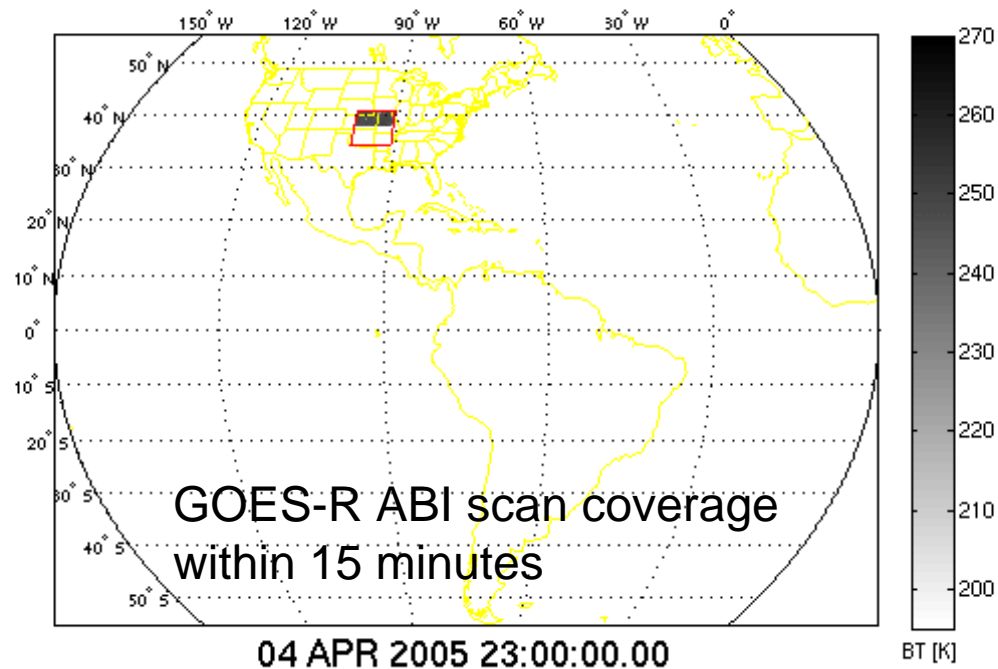 150° W 120° W 90° W 60° W 30° W 0°
50° N
40° N
30° N
20° N
10° N
0°
10° S
20° S
30° S
40° S
50° S
270
260
250
240
230
220
210
200
BT [K]
GOES-R ABI scan coverage
within 15 minutes
04 APR 2005 23:00:00.00